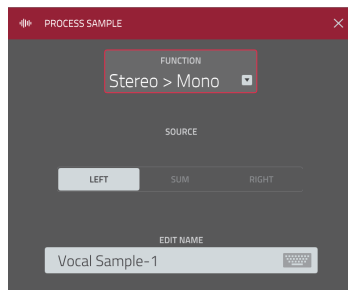 PROCESS SAMPLE
FUNCTION
Stereo > Mono
SOURCE
LEFT SUM RIGHT
EDIT NAME
Vocal Sample-1